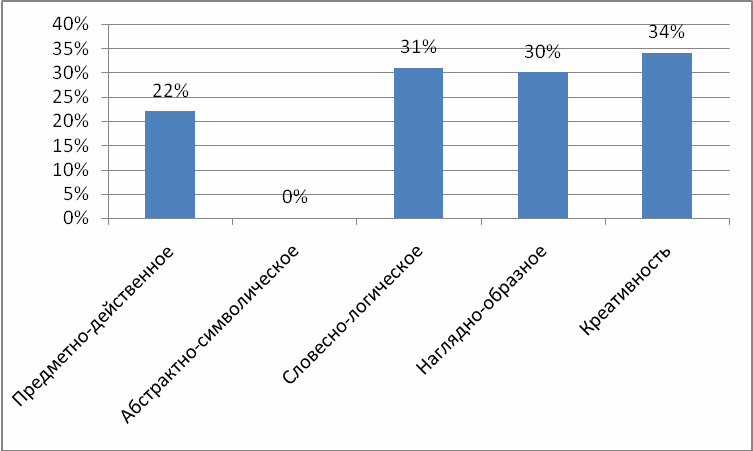 40%
35%
30%
25%
20%
15%
10%
5%
0%
22%
0%
31%
30%
34%
Предметно-действенное
Абстрактно-символическое
Словесно-логическое
Наглядно-образное
Креативность